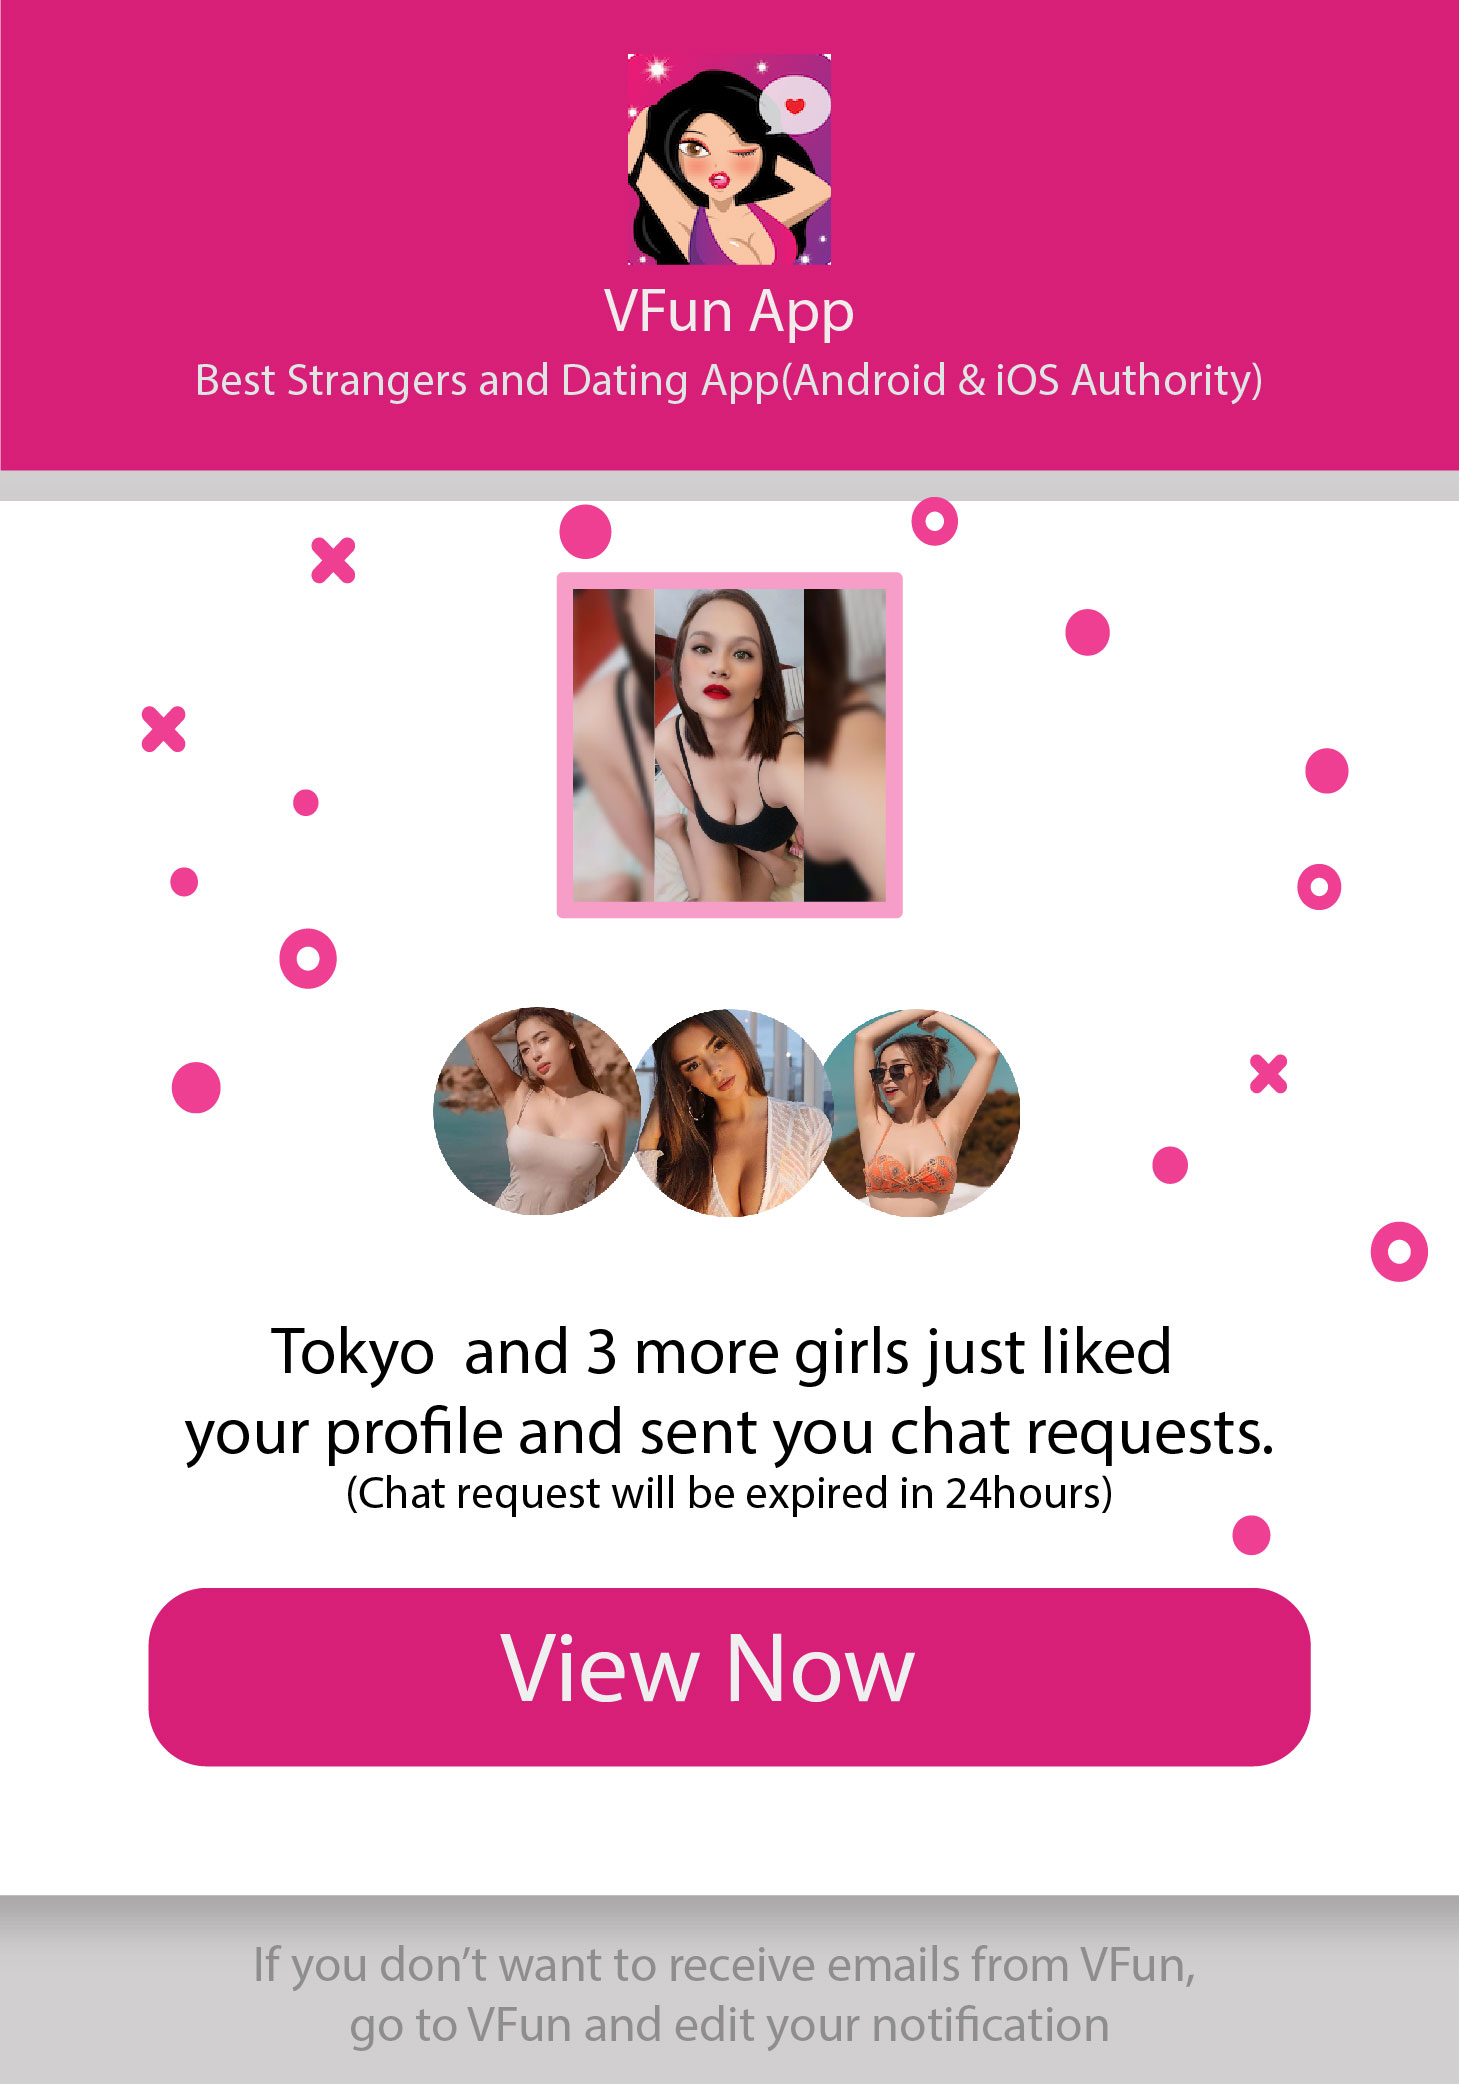 VFun App
Best Strangers and Dating App(Android & iOS Authority)
Tokyo  and 3 more girls just liked
your profile and sent you chat requests.
(Chat request will be expired in 24hours)
View Now
If you don’t want to receive emails from VFun,
go to VFun and edit your notification